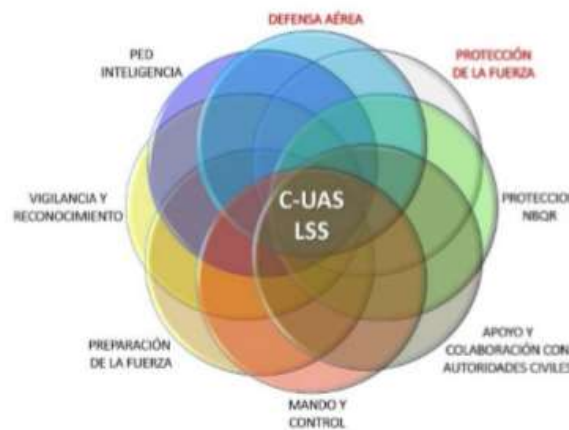 DEFENSA AÉREA
PED
INTELIGENCIA
PROTECCIÓN
DE LA FUERZA
VIGILANCIA Y
RECONOCIMIENTO
C-UAS
LSS
PROTECCION
NBQR
PREPARACIÓN
DE LA FUERZA
APOYO Y
COLABORACIÓN CON
AUTORIDADES CIVILES
MANDO Y
CONTROL